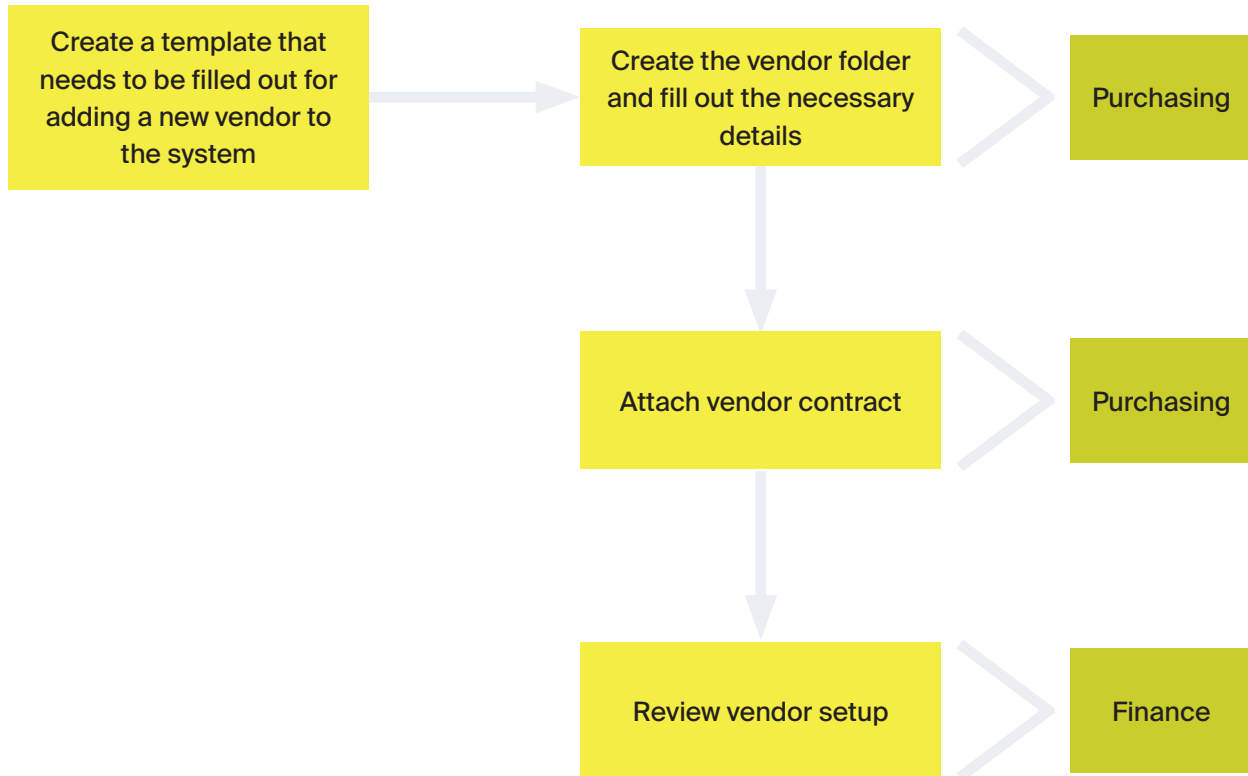 Create a template that
needs to be filled out for
adding a new vendor to
the system
Create the vendor folder
and fill out the necessary
details
Purchasing
Attach vendor contract
Purchasing
Review vendor setup
Finance